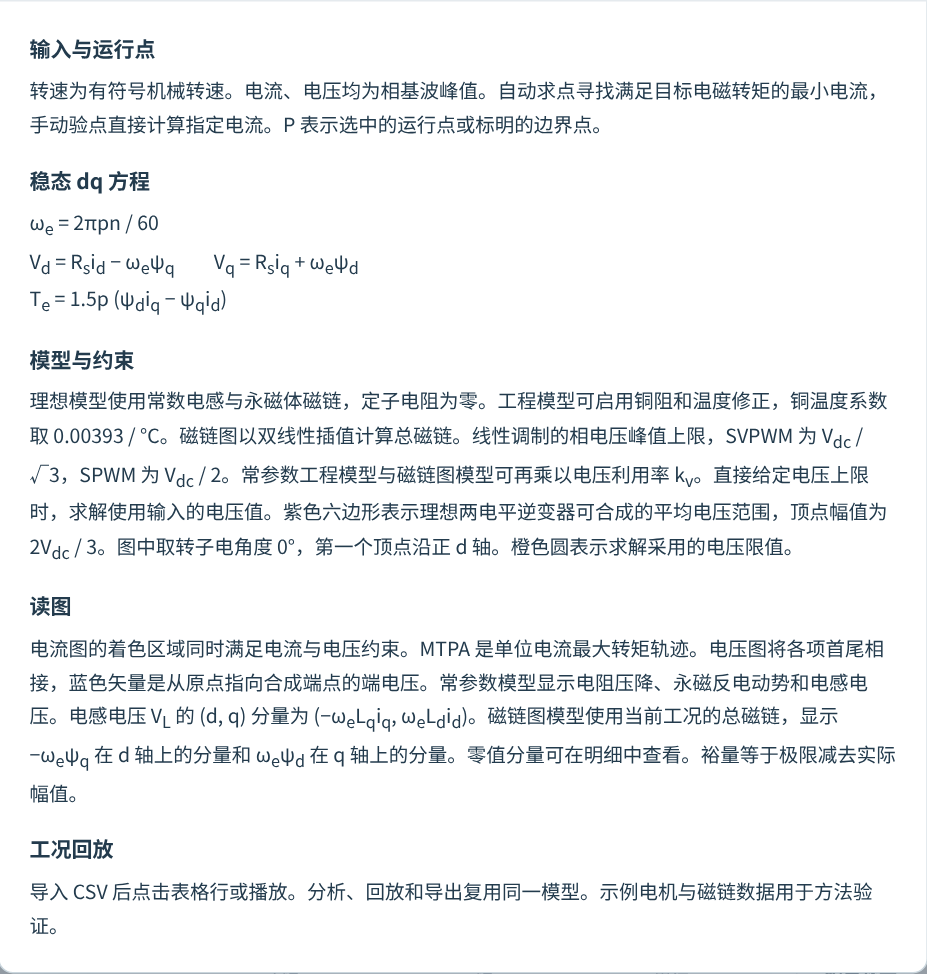 输入与运行点
转速为有符号机械转速。电流、电压均为相基波峰值。自动求点寻找满足目标电磁转矩的最小电流，
手动验点直接计算指定电流。P 表示选中的运行点或标明的边界点。
稳态 dq 方程
ωe = 2πpn / 60
Vd = Rsid − ωeψq Vq = Rsiq + ωeψd
Te = 1.5p (ψdiq − ψqid)
模型与约束
理想模型使用常数电感与永磁体磁链，定子电阻为零。工程模型可启用铜阻和温度修正，铜温度系数
取 0.00393 / °C。磁链图以双线性插值计算总磁链。线性调制的相电压峰值上限，SVPWM 为 Vdc /
√3，SPWM 为 Vdc / 2。常参数工程模型与磁链图模型可再乘以电压利用率 kv。直接给定电压上限
时，求解使用输入的电压值。紫色六边形表示理想两电平逆变器可合成的平均电压范围，顶点幅值为
2Vdc / 3。图中取转子电角度 0°，第一个顶点沿正 d 轴。橙色圆表示求解采用的电压限值。
读图
电流图的着色区域同时满足电流与电压约束。MTPA 是单位电流最大转矩轨迹。电压图将各项首尾相
接，蓝色矢量是从原点指向合成端点的端电压。常参数模型显示电阻压降、永磁反电动势和电感电
压。电感电压 VL 的 (d, q) 分量为 (−ωeLqiq, ωeLdid)。磁链图模型使用当前工况的总磁链，显示
−ωeψq 在 d 轴上的分量和 ωeψd 在 q 轴上的分量。零值分量可在明细中查看。裕量等于极限减去实际
幅值。
工况回放
导入 CSV 后点击表格行或播放。分析、回放和导出复用同一模型。示例电机与磁链数据用于方法验
证。